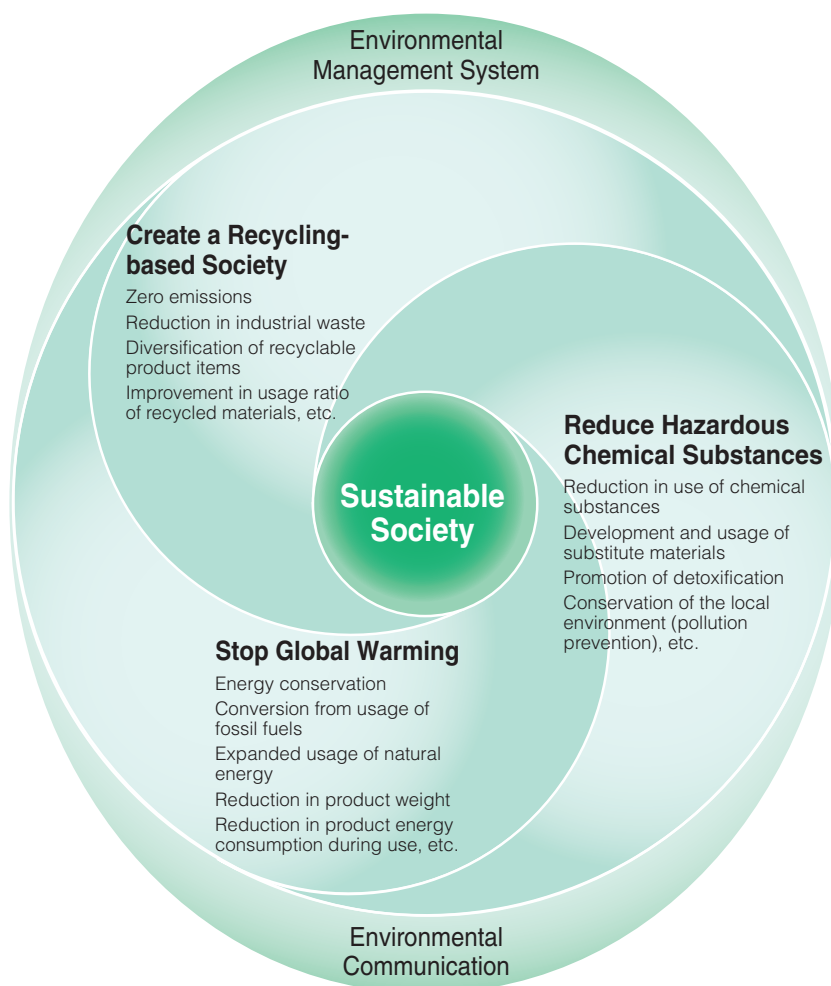 Environmental
Management System
Create a Recycling-
based Society
Zero emissions
Reduction in industrial waste
Diversification of recyclable
product items
Improvement in usage ratio
of recycled materials, etc.
Sustainable
Society
Reduce Hazardous
Chemical Substances
Reduction in use of chemical
substances
Development and usage of
substitute materials
Promotion of detoxification
Conservation of the local
environment (pollution
prevention), etc.
Stop Global Warming
Energy conservation
Conversion from usage of
fossil fuels
Expanded usage of natural
energy
Reduction in product weight
Reduction in product energy
consumption during use, etc.
Environmental
Communication